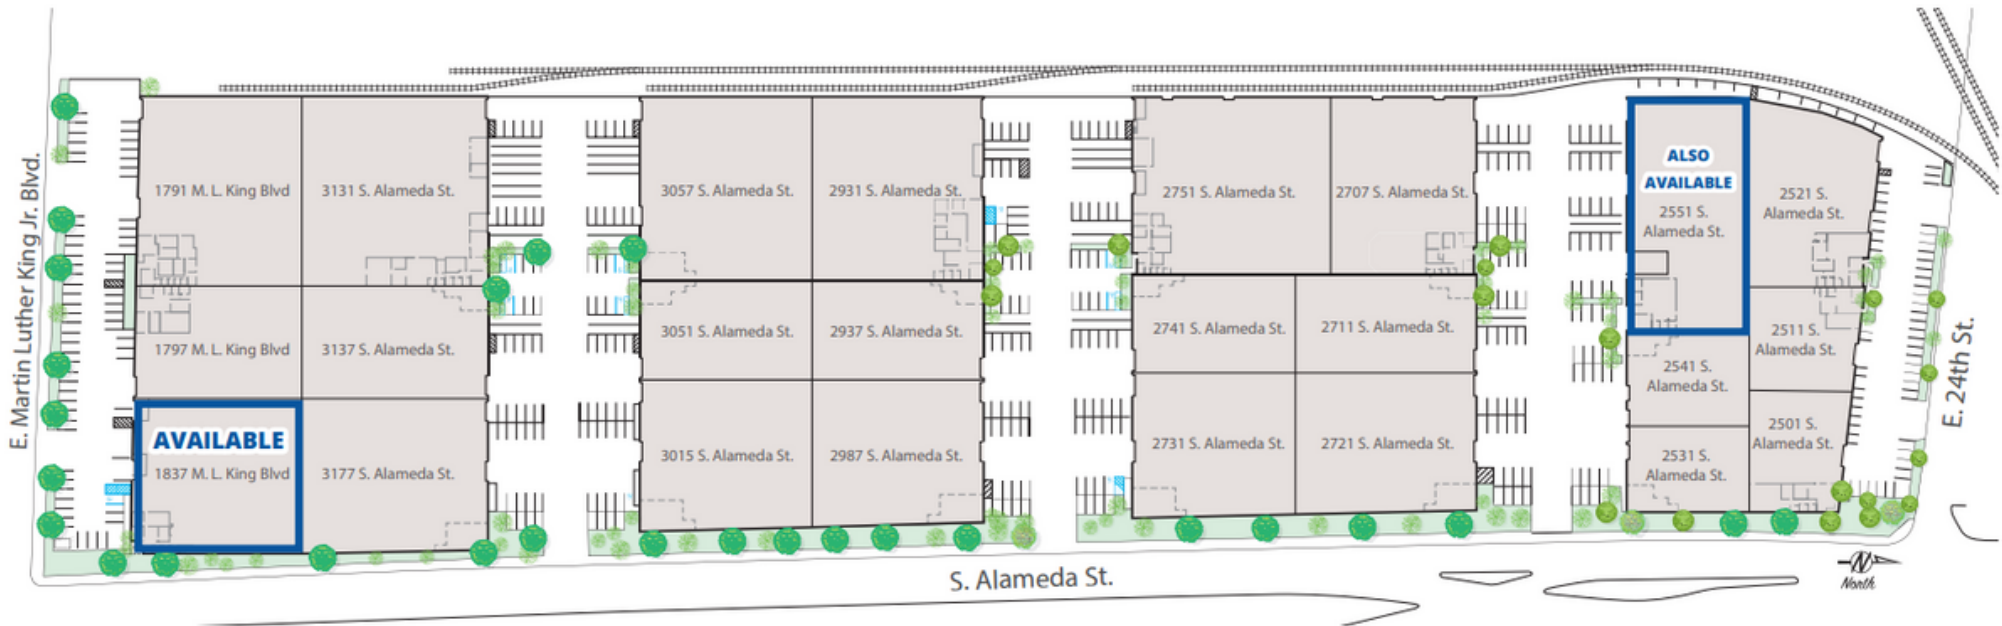 E. Martin Luther King Jr. Blvd.
1791 M. L. King Blvd
3131 S. Alameda St.
1797 M. L. King Blvd
3137 S. Alameda St.
AVAILABLE
1837 M. L. King Blvd
3177 S. Alameda St.
3057 S. Alameda St.
2931 S. Alameda St.
3051 S. Alameda St.
2937 S. Alameda St.
3015 S. Alameda St.
2987 S. Alameda St.
2751 S. Alameda St.
2707 S. Alameda St.
2741 S. Alameda St.
2711 S. Alameda St.
2731 S. Alameda St.
2721 S. Alameda St.
ALSO
AVAILABLE
2551 S.
Alameda St.
2521 S.
Alameda St.
2511 S.
Alameda St.
2541 S.
Alameda St.
2501 S.
Alameda St.
2531 S.
Alameda St.
E. 24th St.
S. Alameda St.
N
North